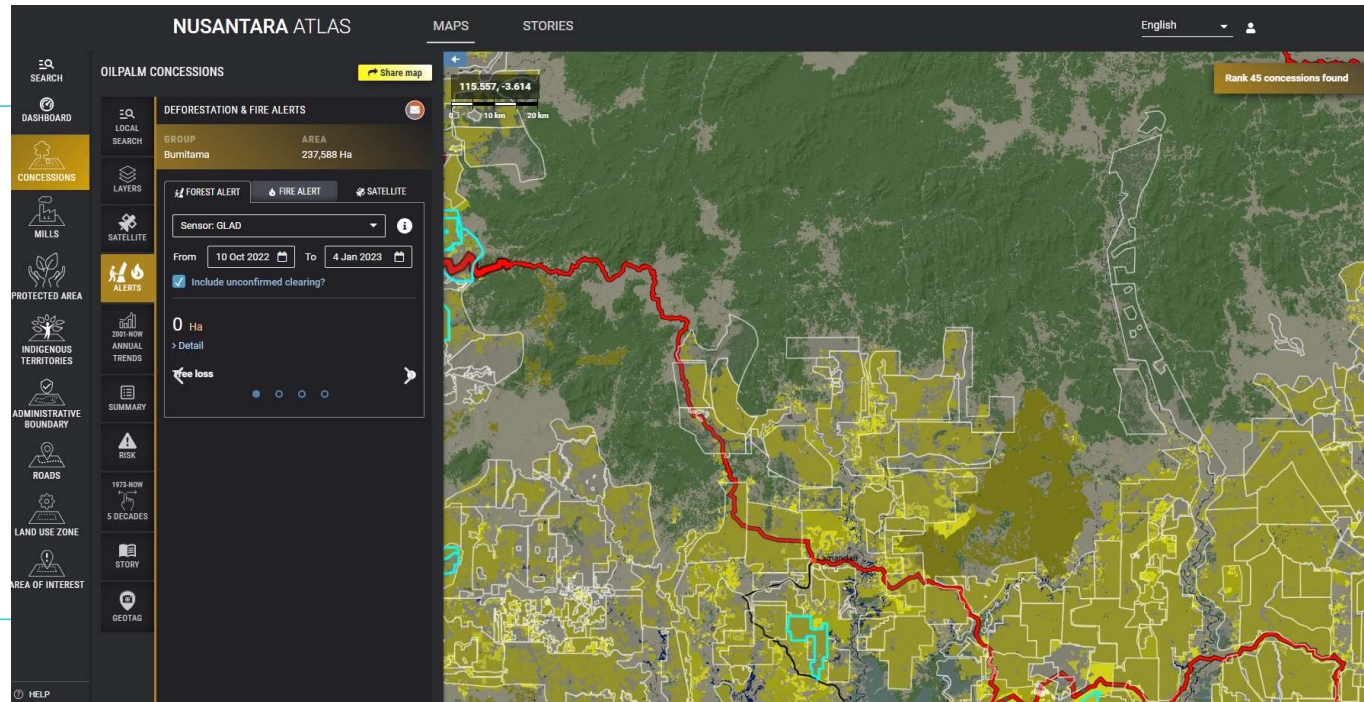 NUSANTARA ATLAS
MAPS
STORIES
English
SEARCH
DASHBOARD
CONCESSIONS
MILLS
PROTECTED AREA
INDIGENOUS
TERRITORIES
ADMINISTRATIVE
BOUNDARY
ROADS
LAND USE ZONE
AREA OF INTEREST
HELP
OILPALM CONCESSIONS
Share map
LOCAL
SEARCH
LAYERS
SATELLITE
ALERTS
2001-NOW
ANNUAL
TRENDS
SUMMARY
RISK
1973-NOW
5 DECADES
STORY
GEOTAG
DEFORESTATION & FIRE ALERTS
GROUP
AREA
Bumitama
237,588 Ha
FOREST ALERT
FIRE ALERT
SATELLITE
Sensor: GLAD
From 10 Oct 2022 To 4 Jan 2023
Include unconfirmed clearing?
0 Ha
> Detail
Tree loss
115.557, -3.614
0 10 km 20 km
Rank 45 concessions found
Lamandau